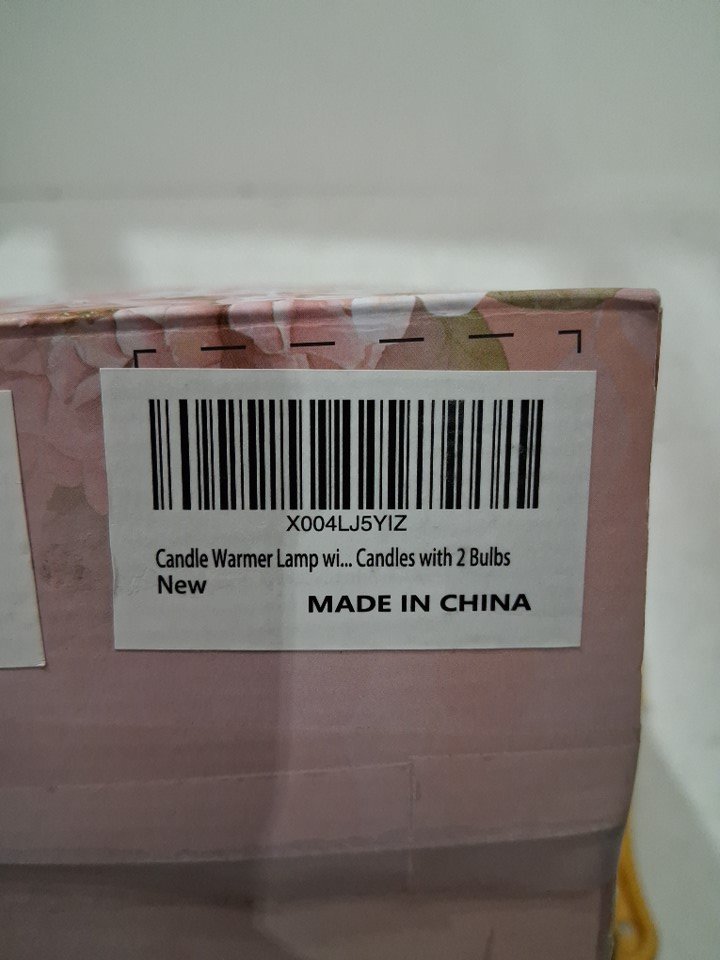 X004LJ5YIZ
Candle Warmer Lamp wi... Candles with 2 Bulbs
New
MADE IN CHINA